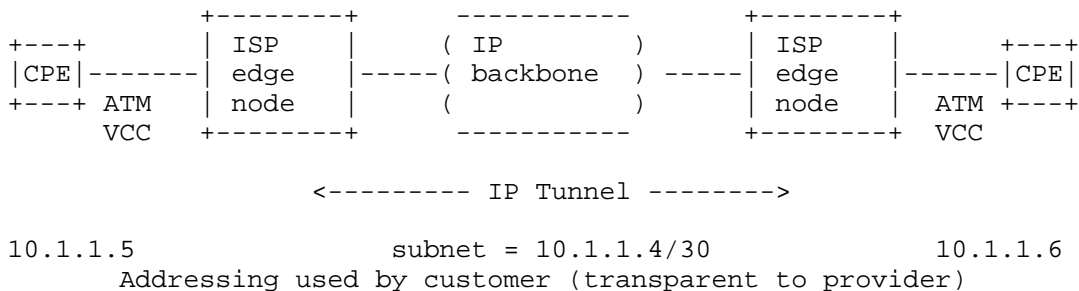 +--------+      -----------       +--------+
+---+         | ISP    |     ( IP        )      | ISP    |       +---+
|CPE|-------| edge   |-----( backbone  ) -----| edge   |------|CPE|
+---+ ATM   | node   |     (           )      | node   |  ATM +---+
      VCC   +--------+      -----------       +--------+  VCC
<--------- IP Tunnel -------->
10.1.1.5                subnet = 10.1.1.4/30                10.1.1.6
Addressing used by customer (transparent to provider)